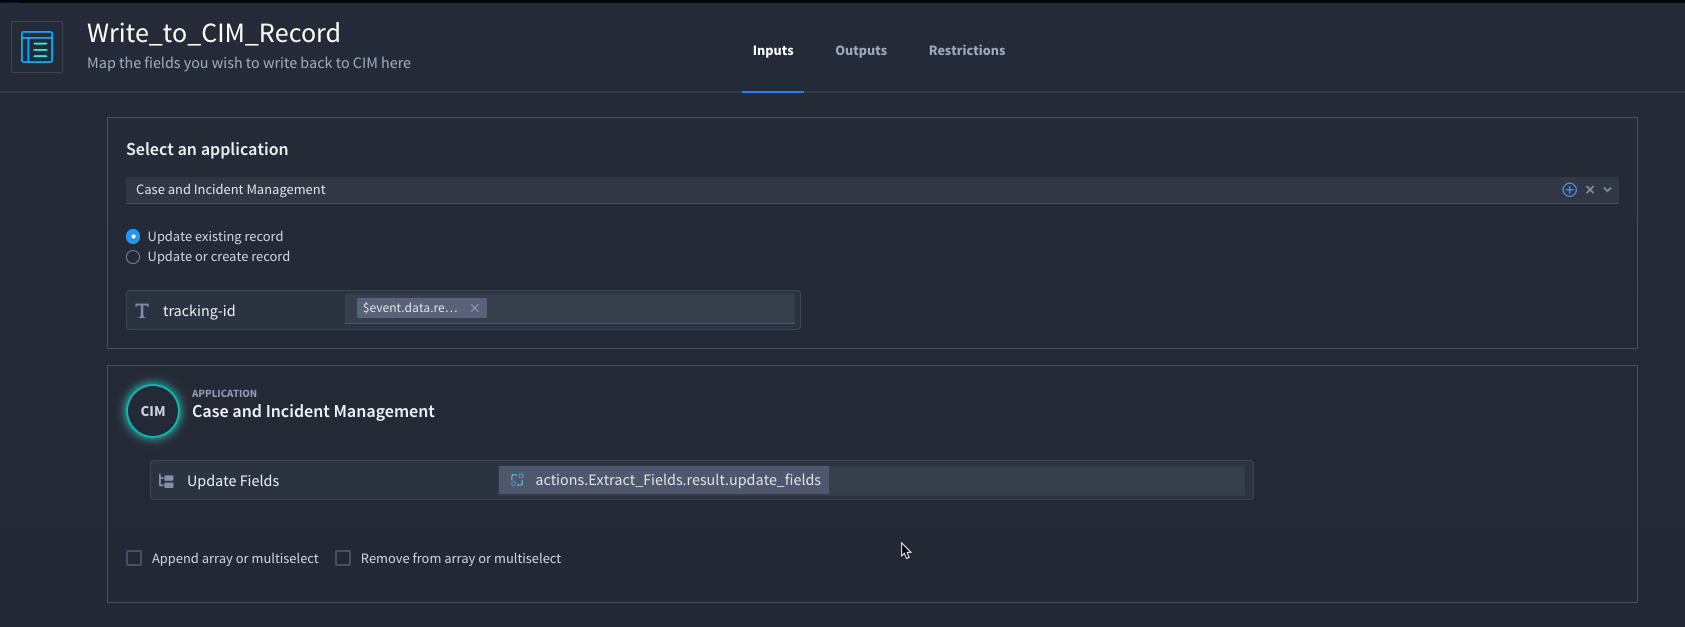 Write_to_CIM_Record
Map the fields you wish to write back to CIM here
Inputs
Outputs
Restrictions
Select an application
Case and Incident Management
Update existing record
Update or create record
tracking-id
$event.data.re...
CIM
APPLICATION
Case and Incident Management
Update Fields
actions.Extract_Fields.result.update_fields
Append array or multiselect
Remove from array or multiselect